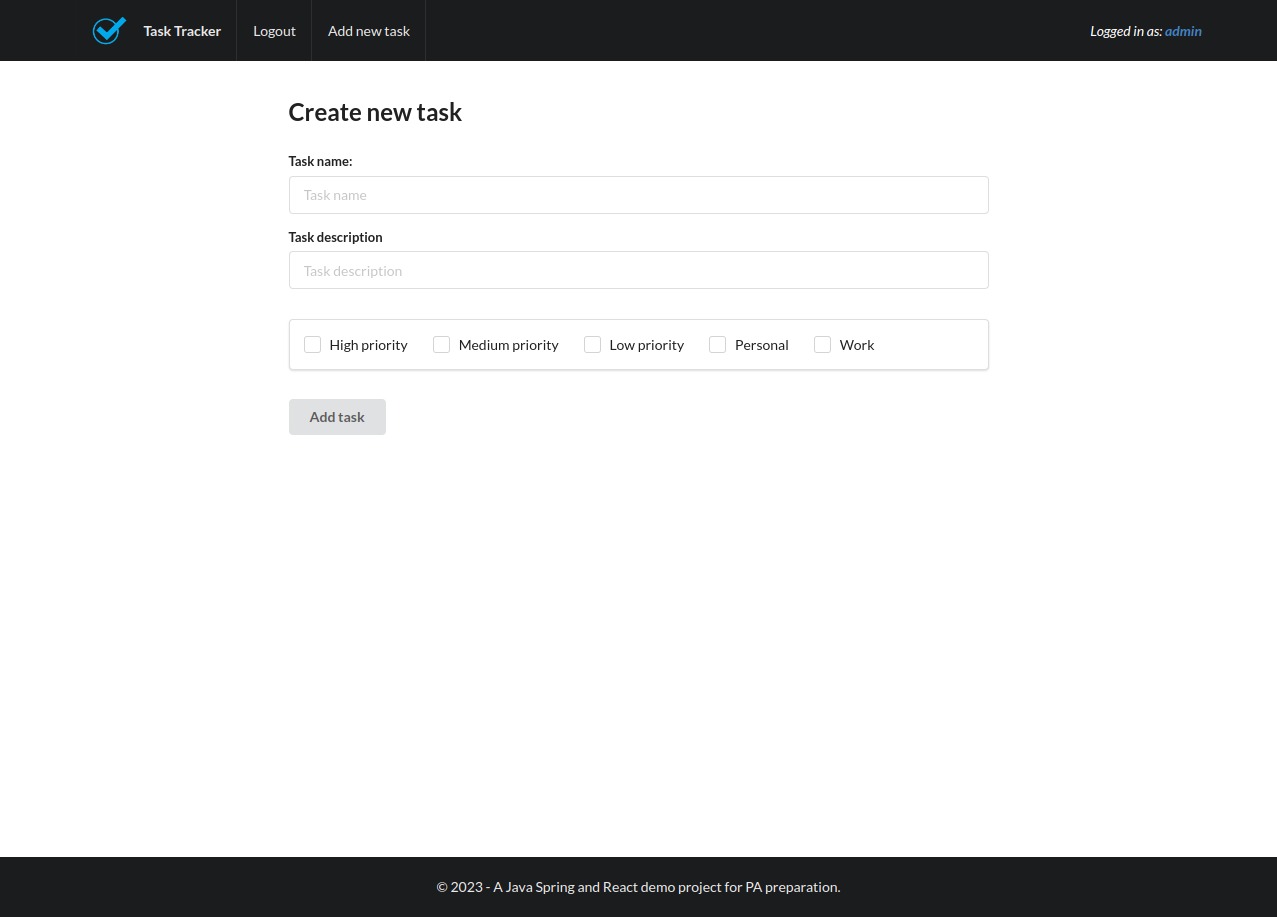 Task Tracker Logout Add new task Logged in as: admin
Create new task
Task name:
Task name
Task description
Task description
High priority Medium priority Low priority Personal Work
Add task
© 2023 - A Java Spring and React demo project for PA preparation.